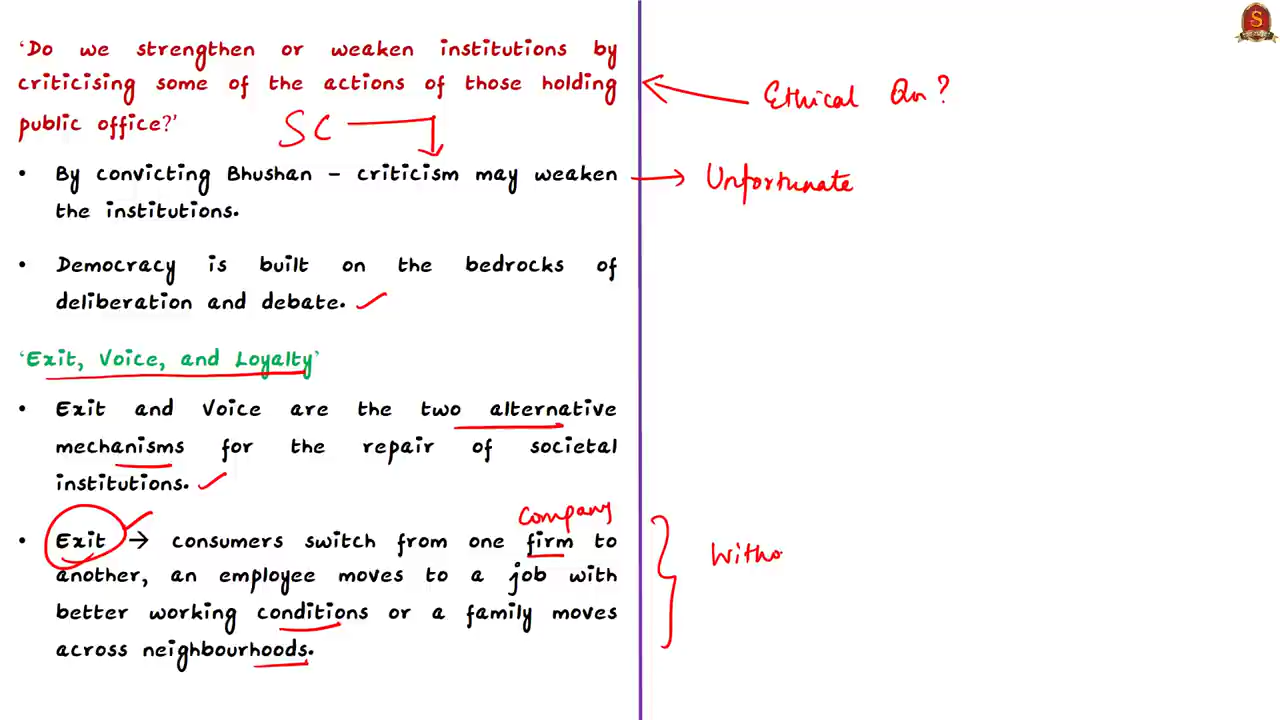 ‘Do we strengthen or weaken institutions by
criticising some of the actions of those holding
public office?’
SC
Ethical Qn?
• By convicting Bhushan – criticism may weaken
the institutions.
Unfortunate
• Democracy is built on the bedrocks of
deliberation and debate.
‘Exit, Voice, and Loyalty’
• Exit and Voice are the two alternative
mechanisms for the repair of societal
institutions.
Company
• Exit → consumers switch from one firm to
another, an employee moves to a job with
better working conditions or a family moves
across neighbourhoods.
Witho
S